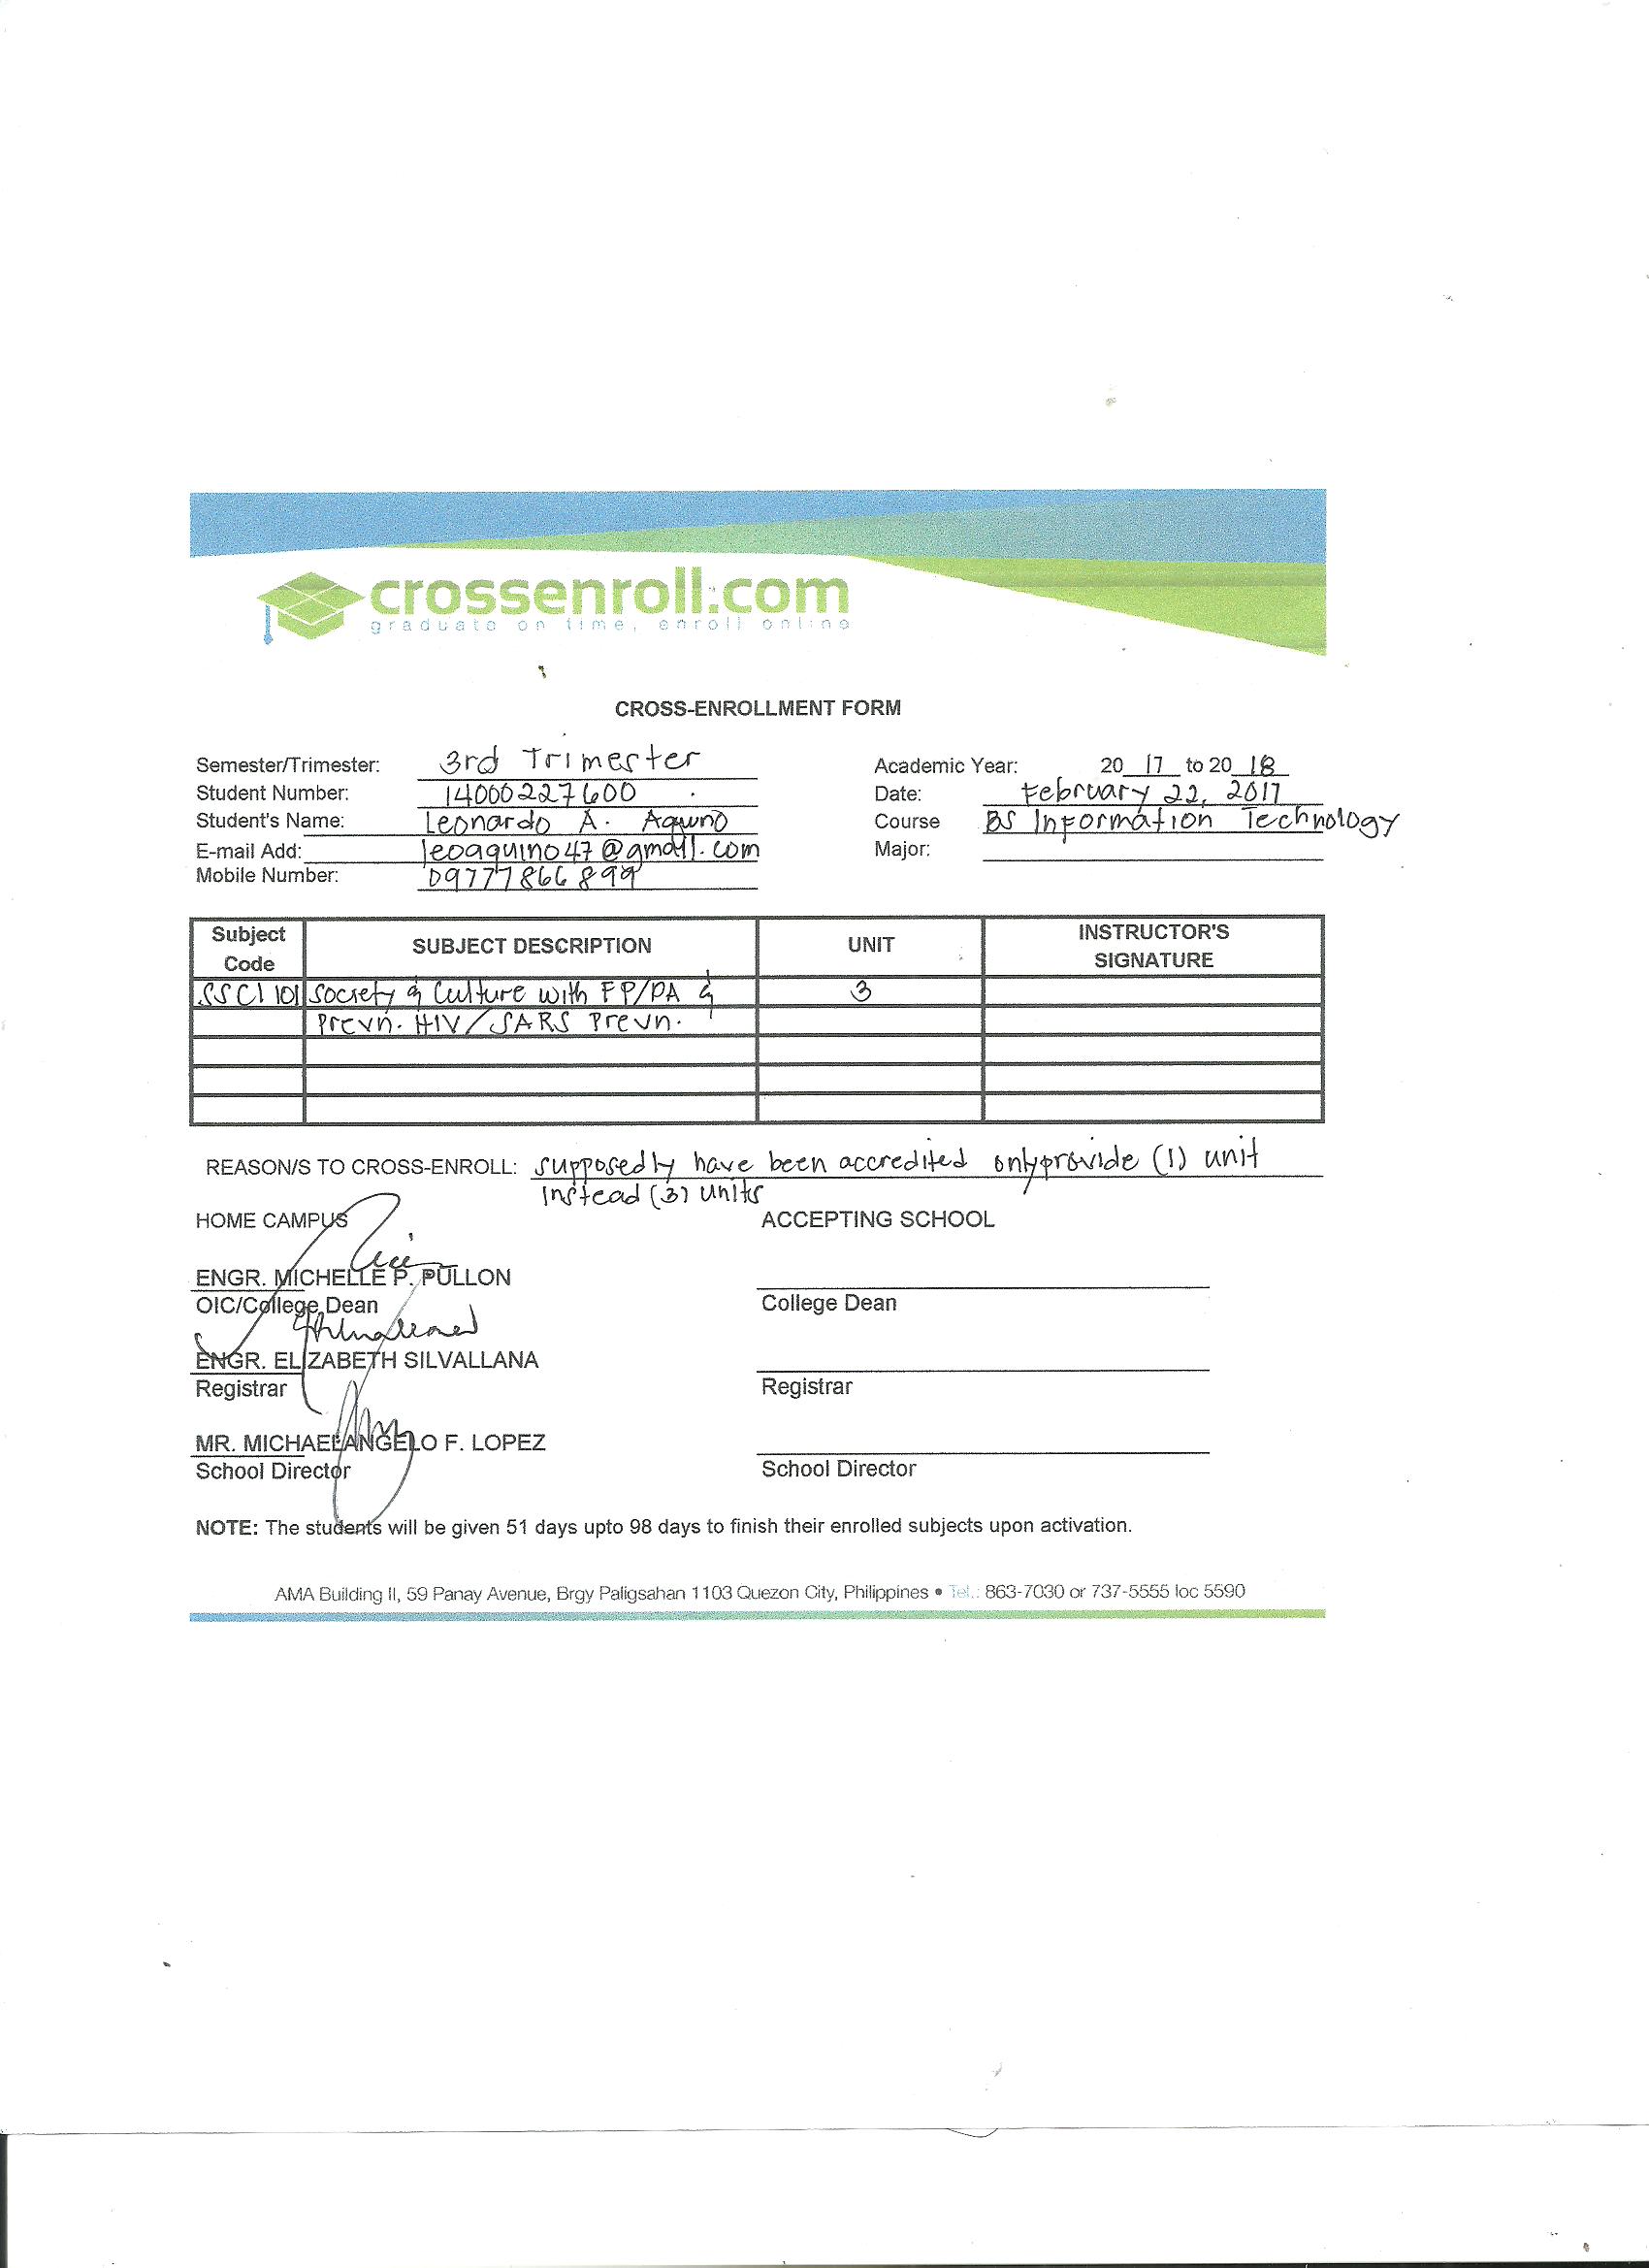 crossenroll.com
graduate on time, enroll online
CROSS-ENROLLMENT FORM
Semester/Trimester: 3rd Trimester Academic Year: 20 17 to 20 18
Student Number: 14000227600 Date: February 22, 2017
Student's Name: Leonardo A. Aquino Course BS Information Technology
E-mail Add: leoaquino47@gmail.com Major:
Mobile Number: 09777866899
Subject Code SUBJECT DESCRIPTION UNIT INSTRUCTOR'S SIGNATURE
SSCI 101 Society & Culture with FP/PA & 3
Prevn. HIV/SARS Prevn.
REASON/S TO CROSS-ENROLL: supposedly have been accredited only provide (1) unit
instead (3) units
HOME CAMPUS ACCEPTING SCHOOL
ENGR. MICHELLE P. PULLON
OIC/College Dean College Dean
ENGR. ELIZABETH SILVALLANA
Registrar Registrar
MR. MICHAELANGELO F. LOPEZ
School Director School Director
NOTE: The students will be given 51 days upto 98 days to finish their enrolled subjects upon activation.
AMA Building II, 59 Panay Avenue, Brgy Paligsahan 1103 Quezon City, Philippines • Tel.: 863-7030 or 737-5555 loc 5590